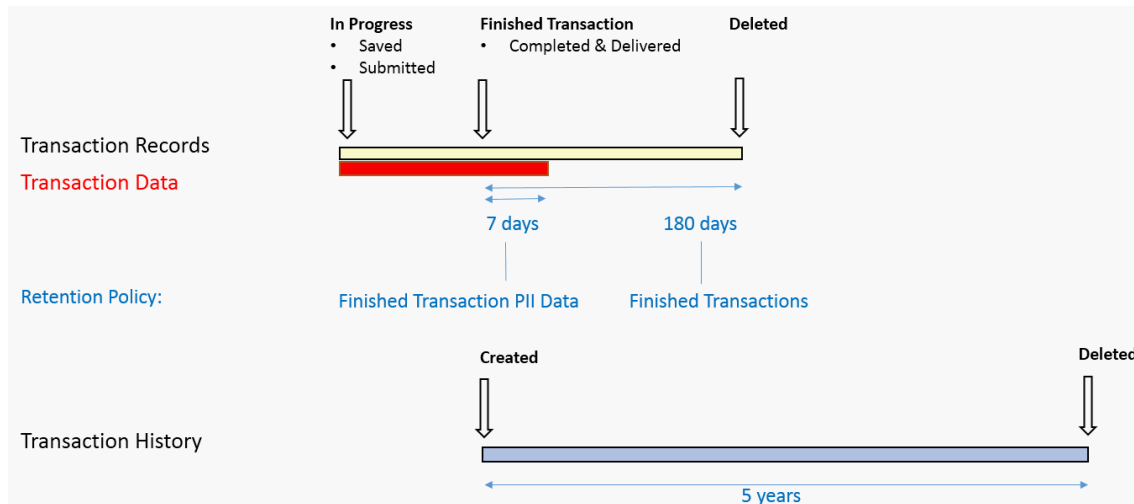 In Progress
• Saved
• Submitted
Finished Transaction
• Completed & Delivered
Deleted
Transaction Records
Transaction Data
7 days
180 days
Retention Policy:
Finished Transaction PII Data
Finished Transactions
Created
Deleted
Transaction History
5 years